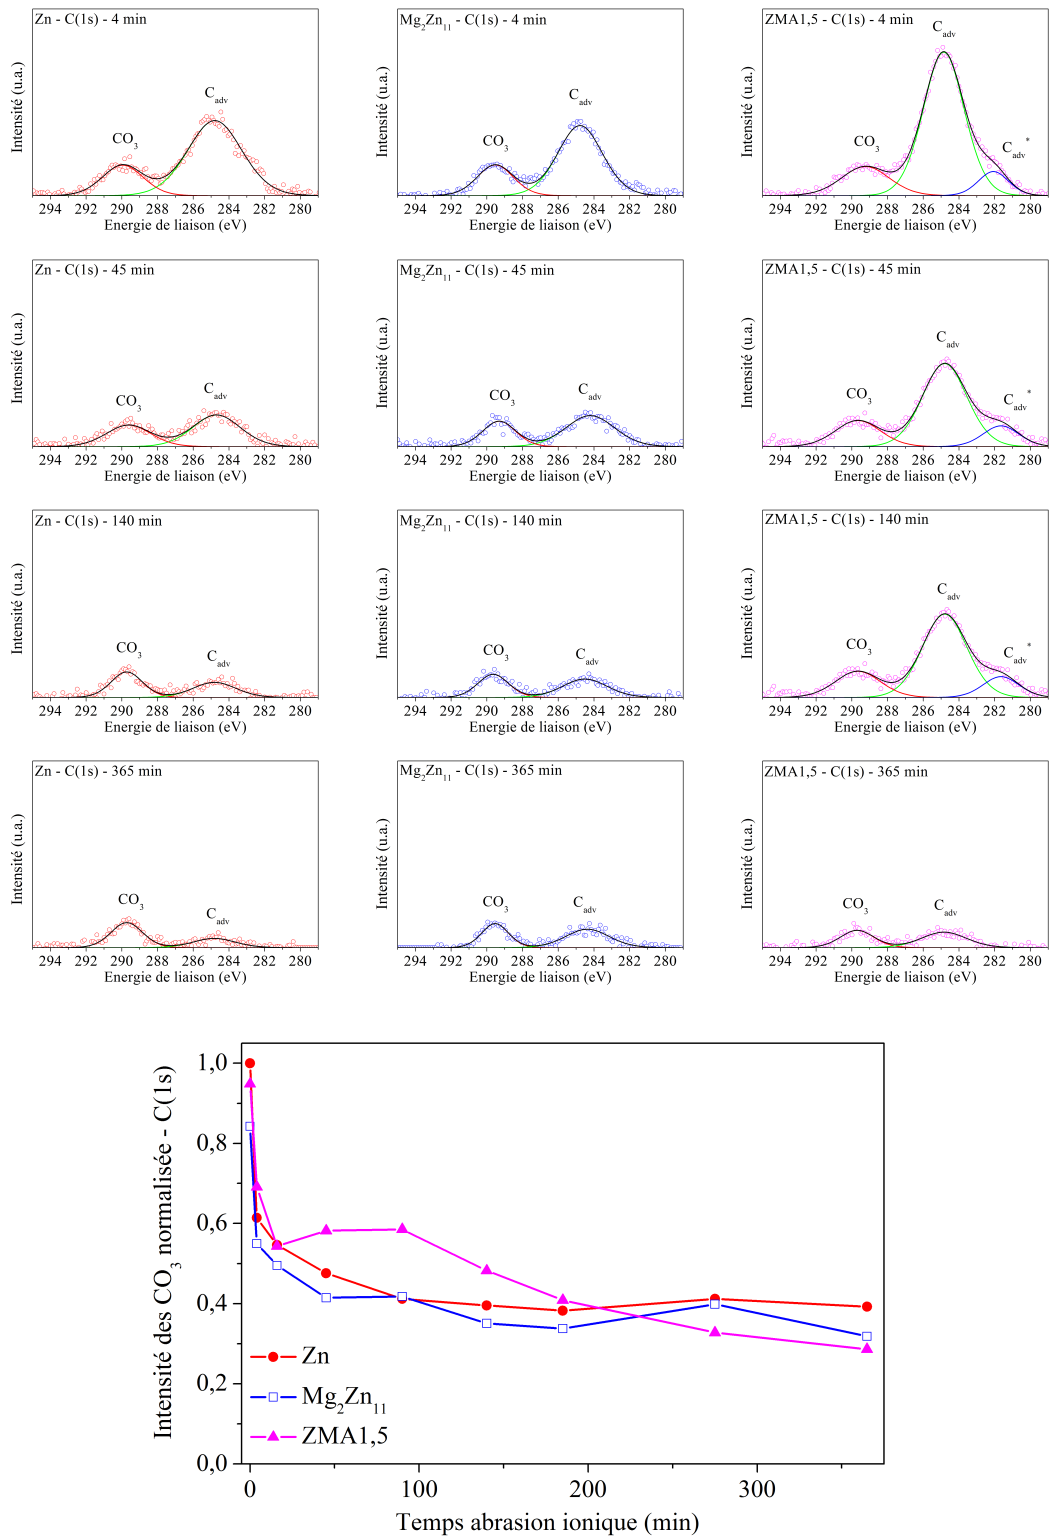 Zn - C(1s) - 4 min
Intensité (u.a.)
CO3
Cadv
294 292 290 288 286 284 282 280
Energie de liaison (eV)
Mg2Zn11 - C(1s) - 4 min
Intensité (u.a.)
CO3
Cadv
294 292 290 288 286 284 282 280
Energie de liaison (eV)
ZMA1,5 - C(1s) - 4 min
Intensité (u.a.)
CO3
Cadv
Cadv*
294 292 290 288 286 284 282 280
Energie de liaison (eV)
Zn - C(1s) - 45 min
Intensité (u.a.)
CO3
Cadv
294 292 290 288 286 284 282 280
Energie de liaison (eV)
Mg2Zn11 - C(1s) - 45 min
Intensité (u.a.)
CO3
Cadv
294 292 290 288 286 284 282 280
Energie de liaison (eV)
ZMA1,5 - C(1s) - 45 min
Intensité (u.a.)
CO3
Cadv
Cadv*
294 292 290 288 286 284 282 280
Energie de liaison (eV)
Zn - C(1s) - 140 min
Intensité (u.a.)
CO3
Cadv
294 292 290 288 286 284 282 280
Energie de liaison (eV)
Mg2Zn11 - C(1s) - 140 min
Intensité (u.a.)
CO3
Cadv
294 292 290 288 286 284 282 280
Energie de liaison (eV)
ZMA1,5 - C(1s) - 140 min
Intensité (u.a.)
CO3
Cadv
Cadv*
294 292 290 288 286 284 282 280
Energie de liaison (eV)
Zn - C(1s) - 365 min
Intensité (u.a.)
CO3
Cadv
294 292 290 288 286 284 282 280
Energie de liaison (eV)
Mg2Zn11 - C(1s) - 365 min
Intensité (u.a.)
CO3
Cadv
294 292 290 288 286 284 282 280
Energie de liaison (eV)
ZMA1,5 - C(1s) - 365 min
Intensité (u.a.)
CO3
Cadv
294 292 290 288 286 284 282 280
Energie de liaison (eV)
Intensité des CO3 normalisée - C(1s)
1,0
0,8
0,6
0,4
0,2
0,0
Zn
Mg2Zn11
ZMA1,5
0 100 200 300
Temps abrasion ionique (min)